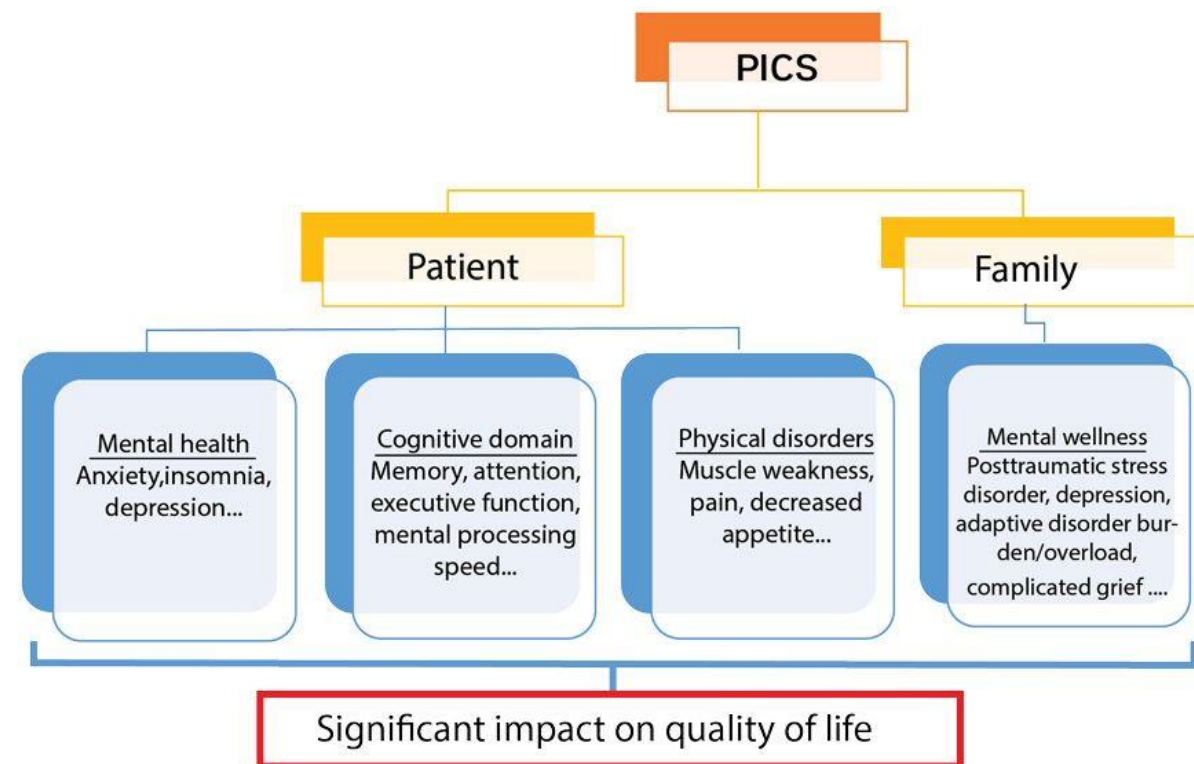 PICS
Patient
Family
Mental health
Anxiety,insomnia,
depression...
Cognitive domain
Memory, attention,
executive function,
mental processing
speed...
Physical disorders
Muscle weakness,
pain, decreased
appetite...
Mental wellness
Posttraumatic stress
disorder, depression,
adaptive disorder bur-
den/overload,
complicated grief ....
Significant impact on quality of life